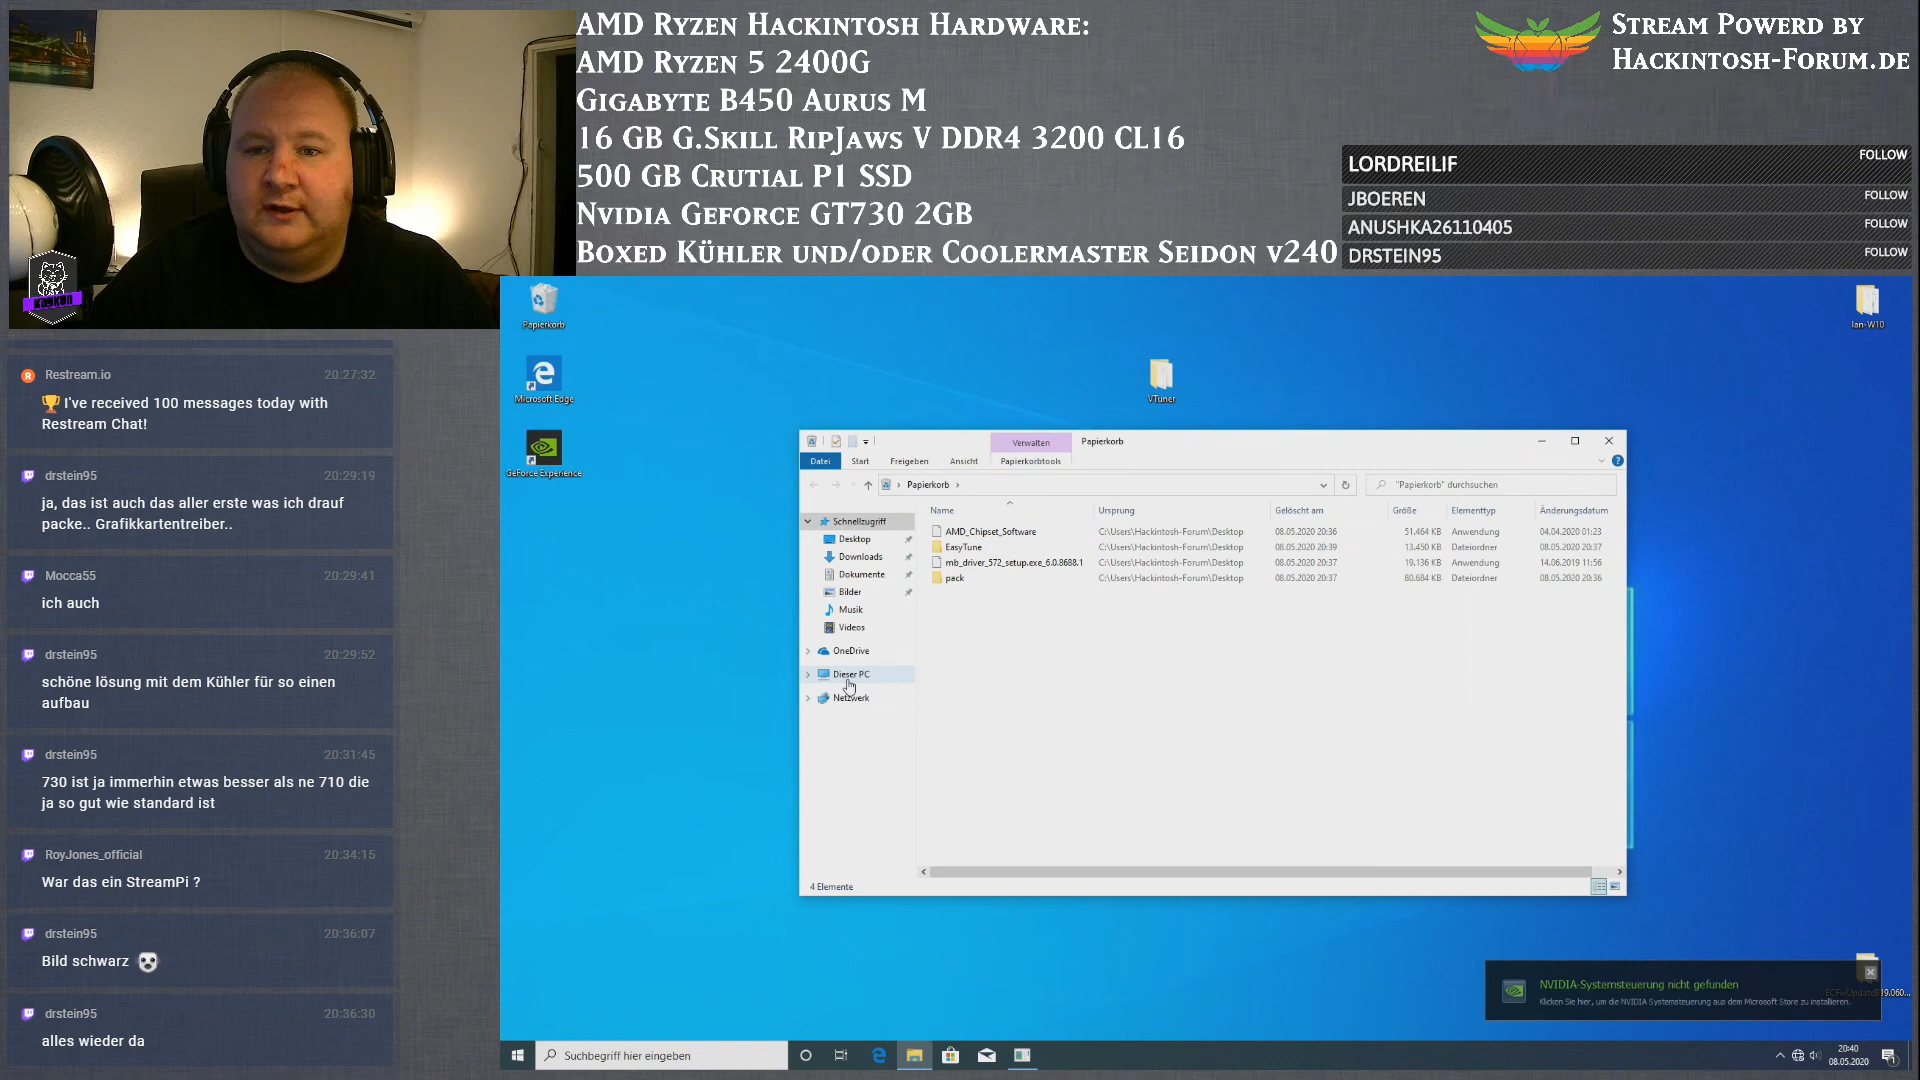 AMD Ryzen Hackintosh Hardware:
AMD Ryzen 5 2400G
Gigabyte B450 Aurus M
16 GB G.Skill RipJaws V DDR4 3200 CL16
500 GB Crutial P1 SSD
Nvidia Geforce GT730 2GB
Boxed Kühler und/oder Coolermaster Seidon v240
Stream Powerd by
Hackintosh-Forum.de
LORDREILIF FOLLOW
JBOEREN FOLLOW
ANUSHKA26110405 FOLLOW
DRSTEIN95 FOLLOW
Restream.io 20:27:32
I've received 100 messages today with
Restream Chat!
drstein95 20:29:19
ja, das ist auch das aller erste was ich drauf
packe.. Grafikkartentreiber..
Mocca55 20:29:41
ich auch
drstein95 20:29:52
schöne lösung mit dem Kühler für so einen
aufbau
drstein95 20:31:45
730 ist ja immerhin etwas besser als ne 710 die
ja so gut wie standard ist
RoyJones_official 20:34:15
War das ein StreamPi ?
drstein95 20:36:07
Bild schwarz
drstein95 20:36:30
alles wieder da
Papierkorb
Microsoft Edge
GeForce Experience
VTuner
lan-W10
Verwalten Papierkorb
Datei Start Freigeben Ansicht Papierkorbtools
Papierkorb
"Papierkorb" durchsuchen
Name Ursprung Gelöscht am Größe Elementtyp Änderungsdatum
AMD_Chipset_Software C:\Users\Hackintosh-Forum\Desktop 08.05.2020 20:36 51.464 KB Anwendung 04.04.2020 01:23
EasyTune C:\Users\Hackintosh-Forum\Desktop 08.05.2020 20:39 13.450 KB Dateiordner 08.05.2020 20:37
mb_driver_572_setup.exe_6.0.8688.1 C:\Users\Hackintosh-Forum\Desktop 08.05.2020 20:37 19.136 KB Anwendung 14.06.2019 11:56
pack C:\Users\Hackintosh-Forum\Desktop 08.05.2020 20:37 80.684 KB Dateiordner 08.05.2020 20:36
Schnellzugriff
Desktop
Downloads
Dokumente
Bilder
Musik
Videos
OneDrive
Dieser PC
Netzwerk
4 Elemente
NVIDIA-Systemsteuerung nicht gefunden
Klicken Sie hier, um die NVIDIA Systemsteuerung aus dem Microsoft Store zu installieren.
Suchbegriff hier eingeben
20:40
08.05.2020